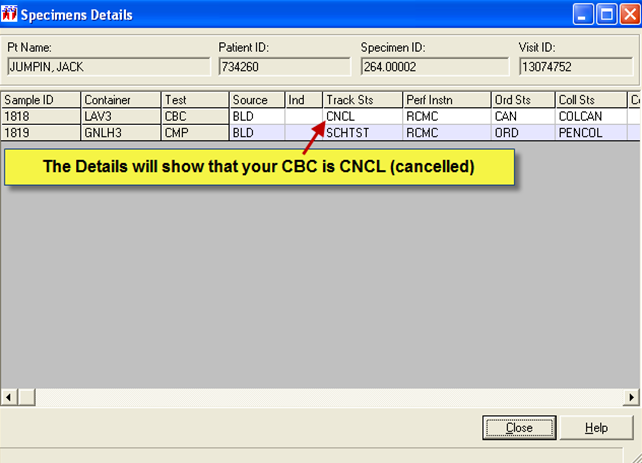 Specimens Details
Pt Name: Patient ID: Specimen ID: Visit ID:
JUMPIN, JACK 734260 264.00002 13074752
Sample ID Container Test Source Ind Track Sts Perf Instn Ord Sts Coll Sts
1818 LAV3 CBC BLD CNCL RCMC CAN COLCAN
1819 GNLH3 CMP BLD SCHTST RCMC ORD PENCOL
The Details will show that your CBC is CNCL (cancelled)
Close Help